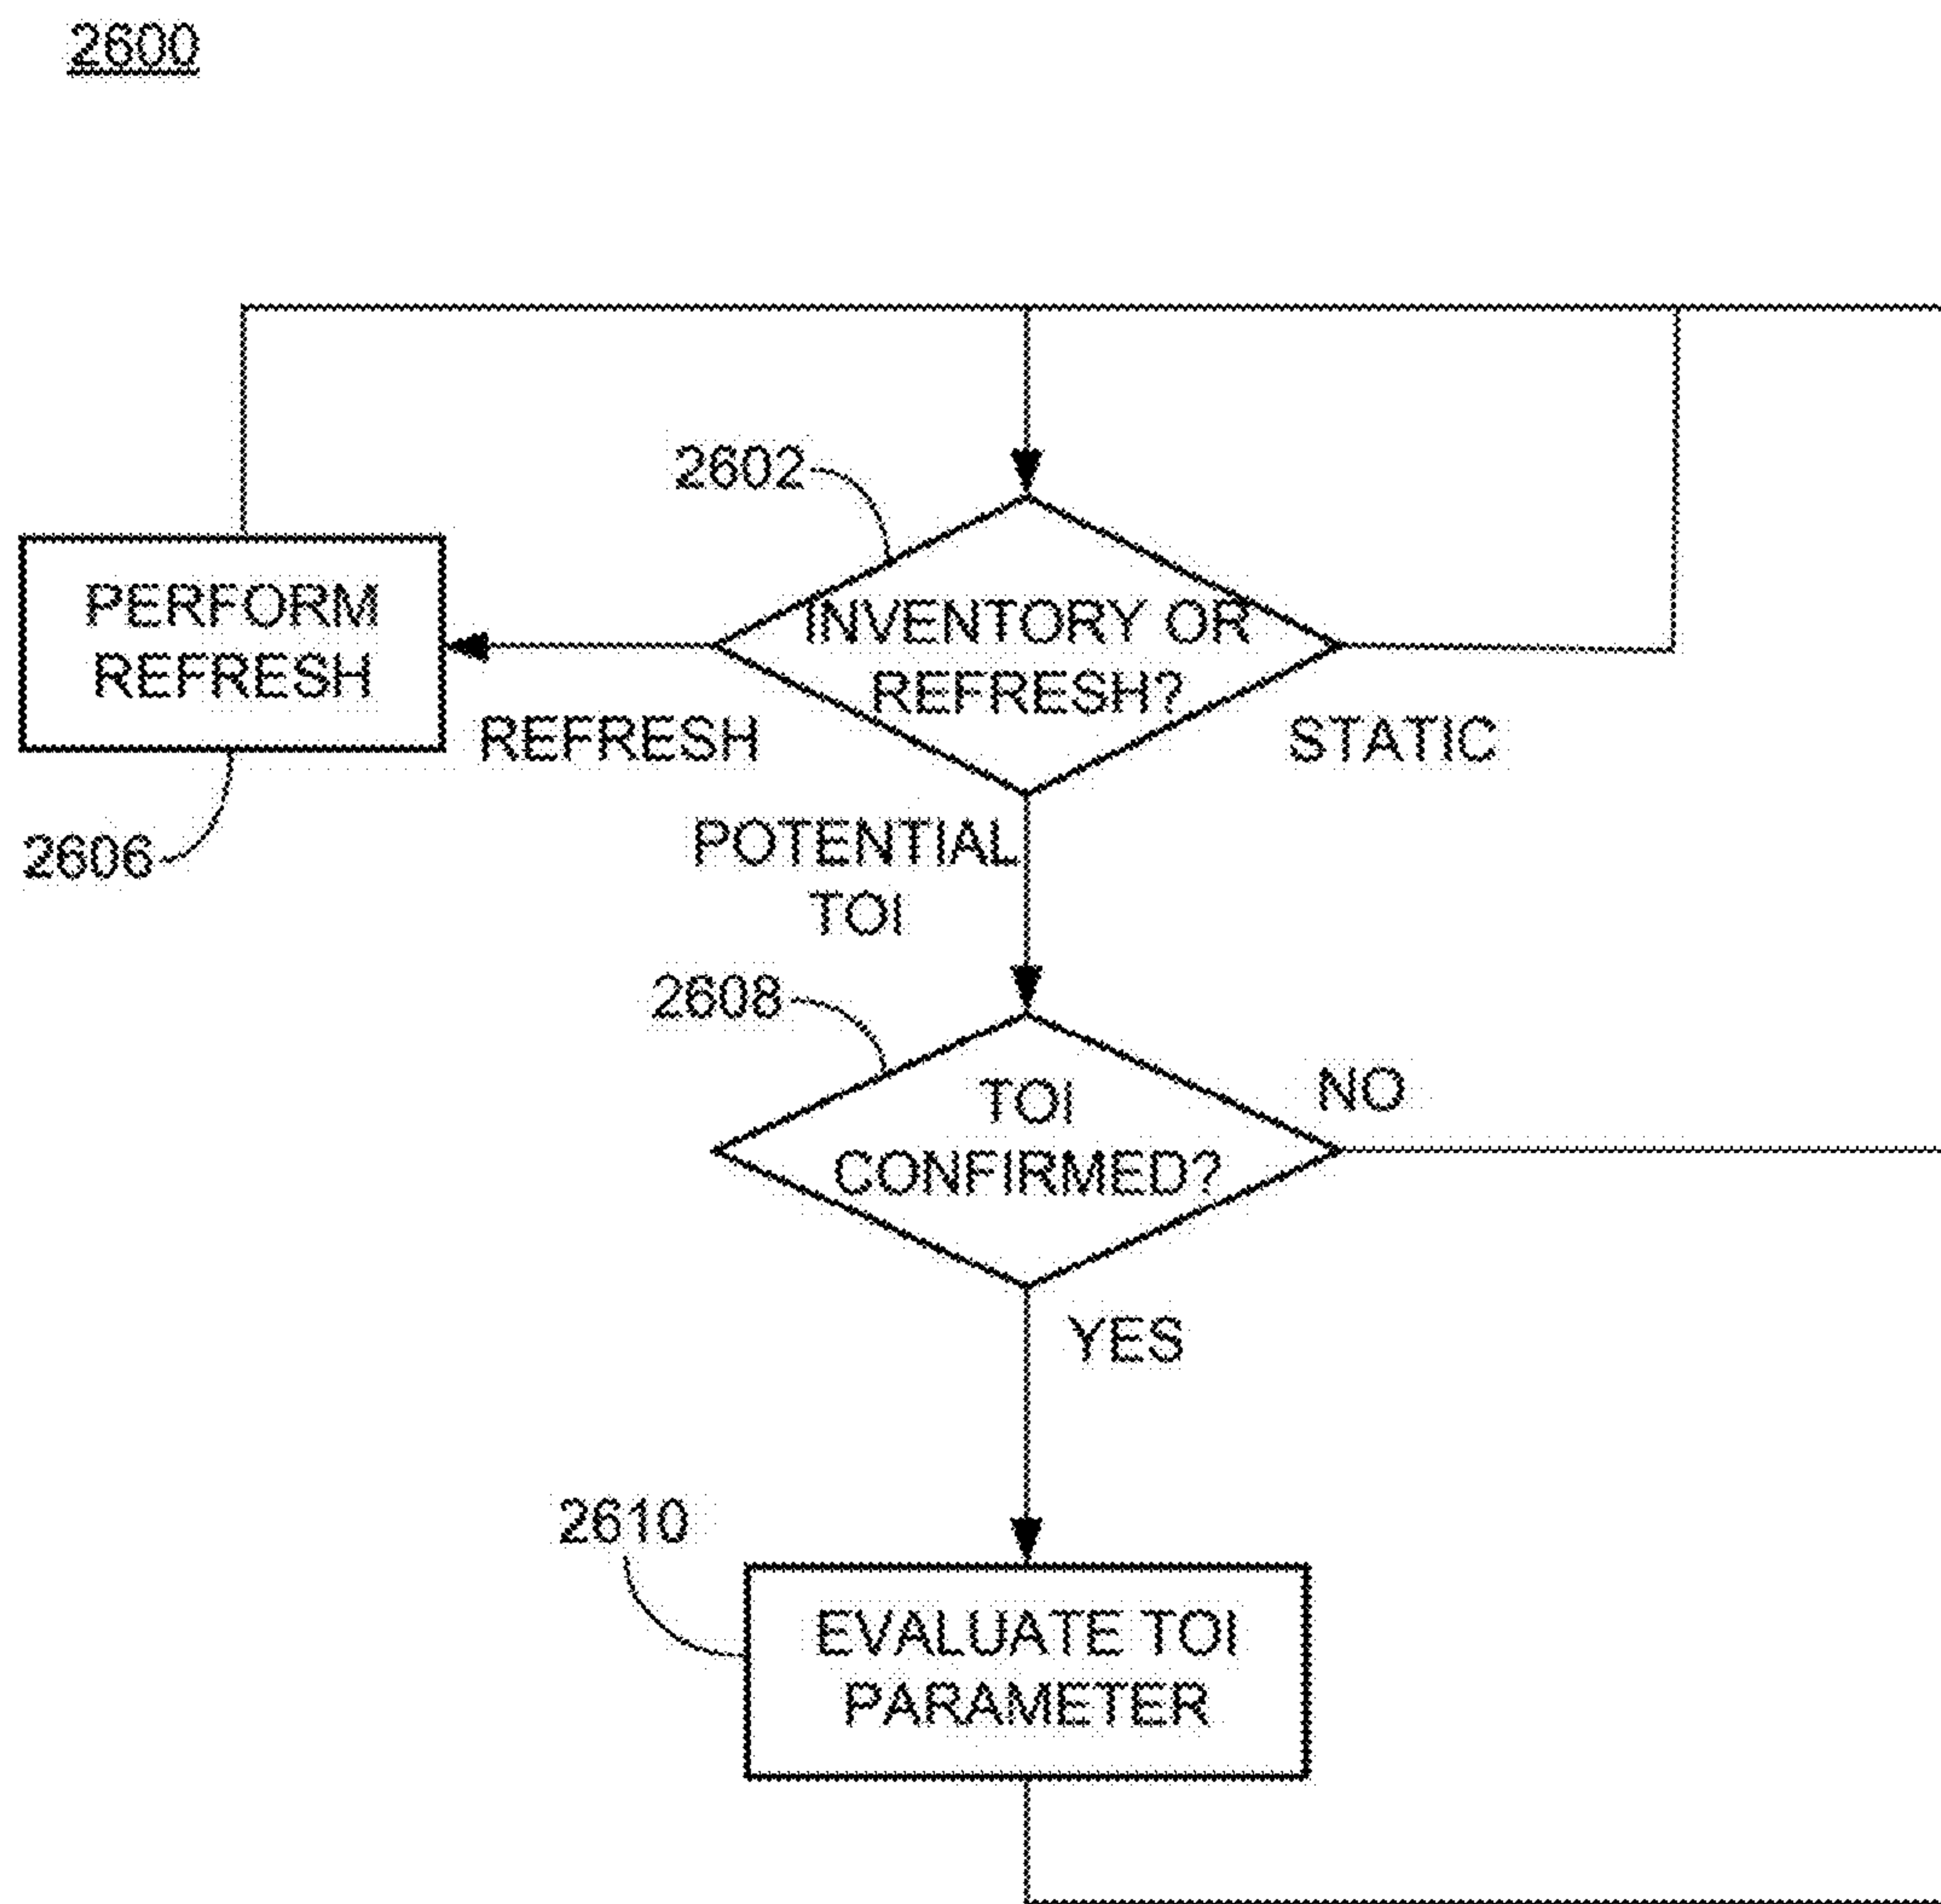 2600
2602
INVENTORY OR
REFRESH?
PERFORM
REFRESH
REFRESH
STATIC
2606
POTENTIAL
TOI
2608
TOI
CONFIRMED?
NO
YES
2610
EVALUATE TOI
PARAMETER